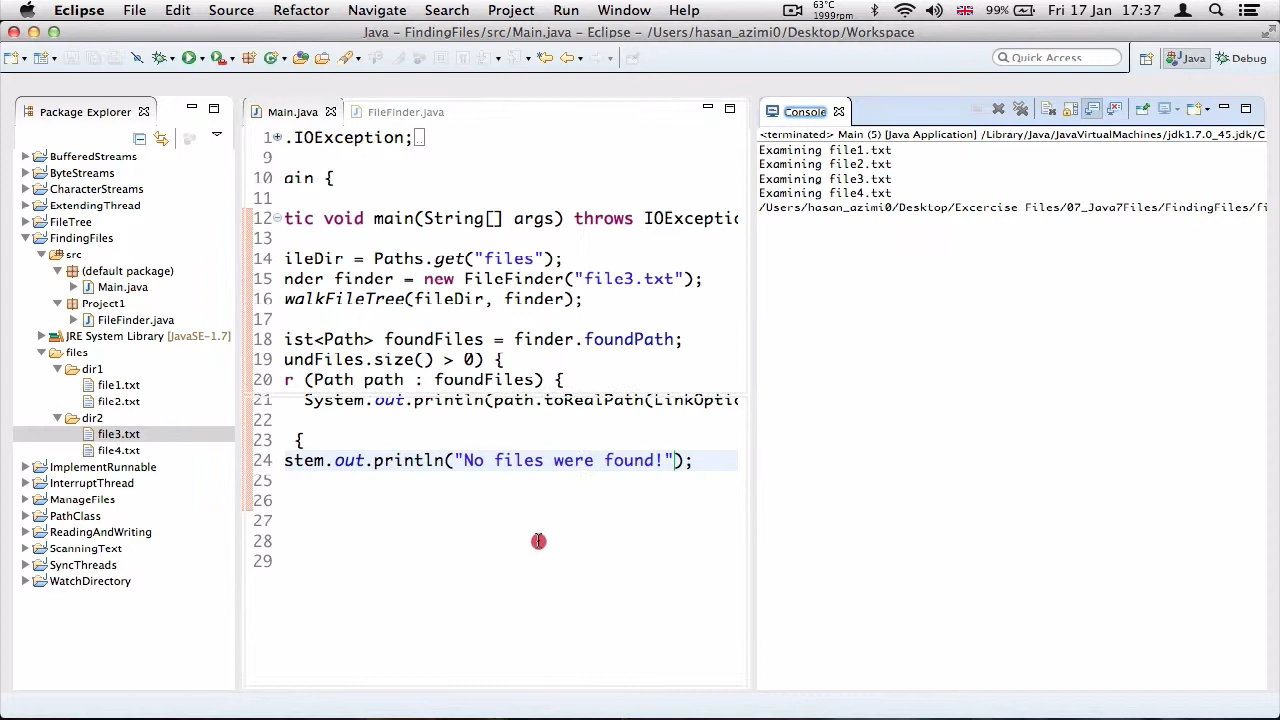 Eclipse File Edit Source Refactor Navigate Search Project Run Window Help 63°C 1999rpm 99% Fri 17 Jan 17:37
Java – FindingFiles/src/Main.java – Eclipse – /Users/hasan_azimi0/Desktop/Workspace
Quick Access Java Debug
Package Explorer
BufferedStreams
ByteStreams
CharacterStreams
ExtendingThread
FileTree
FindingFiles
src
(default package)
Main.java
Project1
FileFinder.java
JRE System Library [JavaSE-1.7]
files
dir1
file1.txt
file2.txt
dir2
file3.txt
file4.txt
ImplementRunnable
InterruptThread
ManageFiles
PathClass
ReadingAndWriting
ScanningText
SyncThreads
WatchDirectory
Main.java FileFinder.java
1 .IOException;
9
10 ain {
11
12 tic void main(String[] args) throws IOExceptio
13
14 ileDir = Paths.get("files");
15 nder finder = new FileFinder("file3.txt");
16 walkFileTree(fileDir, finder);
17
18 ist<Path> foundFiles = finder.foundPath;
19 undFiles.size() > 0) {
20 r (Path path : foundFiles) {
21 System.out.println(path.toRealPath(LinkOptio
22
23 {
24 stem.out.println("No files were found!");
25
26
27
28
29
Console
<terminated> Main (5) [Java Application] /Library/Java/JavaVirtualMachines/jdk1.7.0_45.jdk/C
Examining file1.txt
Examining file2.txt
Examining file3.txt
Examining file4.txt
/Users/hasan_azimi0/Desktop/Excercise Files/07_Java7Files/FindingFiles/fi